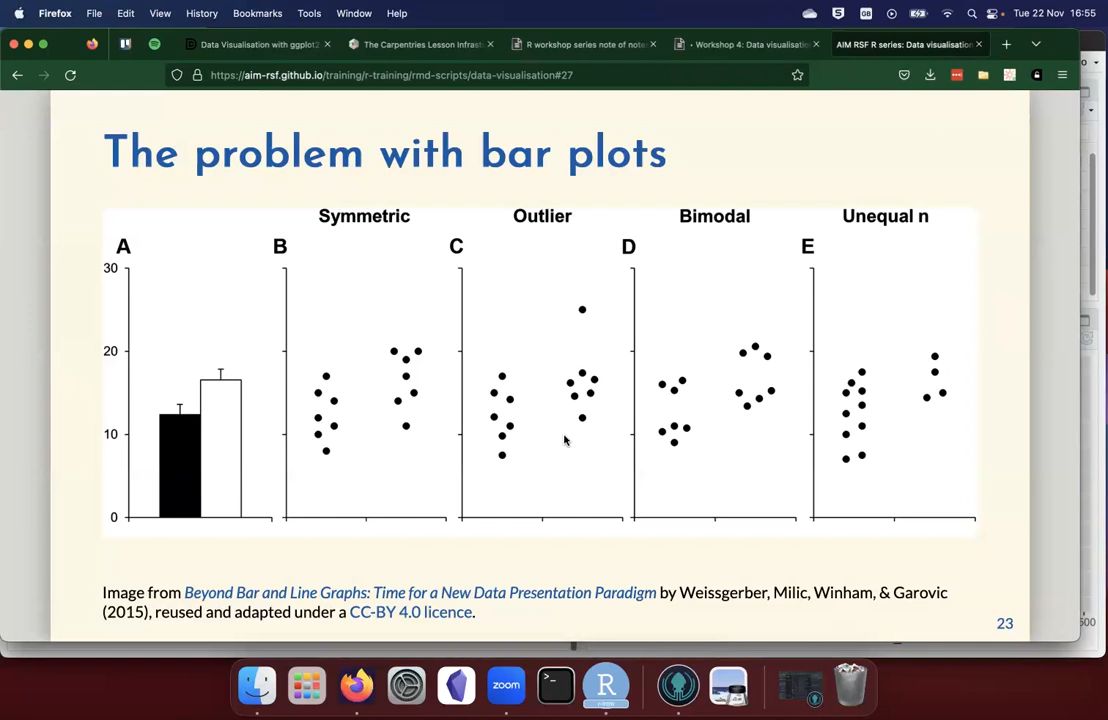 Firefox File Edit View History Bookmarks Tools Window Help
Tue 22 Nov 16:55
Data Visualisation with ggplot2
The Carpentries Lesson Infrast
R workshop series note of note
Workshop 4: Data visualisatio
AIM RSF R series: Data visualisation
https://aim-rsf.github.io/training/r-training/rmd-scripts/data-visualisation#27
The problem with bar plots
Symmetric Outlier Bimodal Unequal n
A B C D E
30
20
10
0
Image from Beyond Bar and Line Graphs: Time for a New Data Presentation Paradigm by Weissgerber, Milic, Winham, & Garovic
(2015), reused and adapted under a CC-BY 4.0 licence.
23
zoom
R